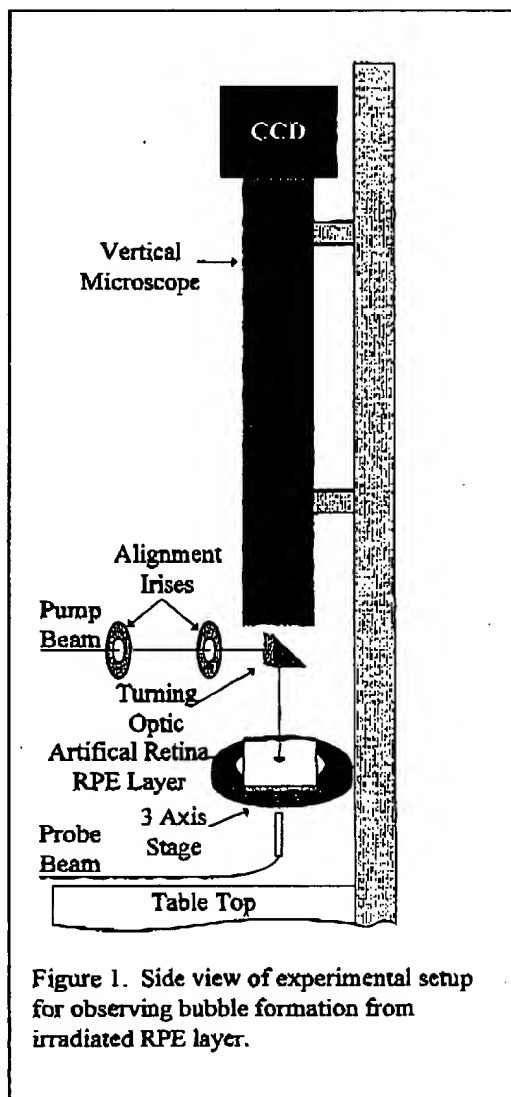 CCD
Vertical
Microscope
Alignment
Irises
Pump
Beam
Turning
Optic
Artifical Retina
RPE Layer
3 Axis
Stage
Probe
Beam
Table Top
Figure 1. Side view of experimental setup
for observing bubble formation from
irradiated RPE layer.